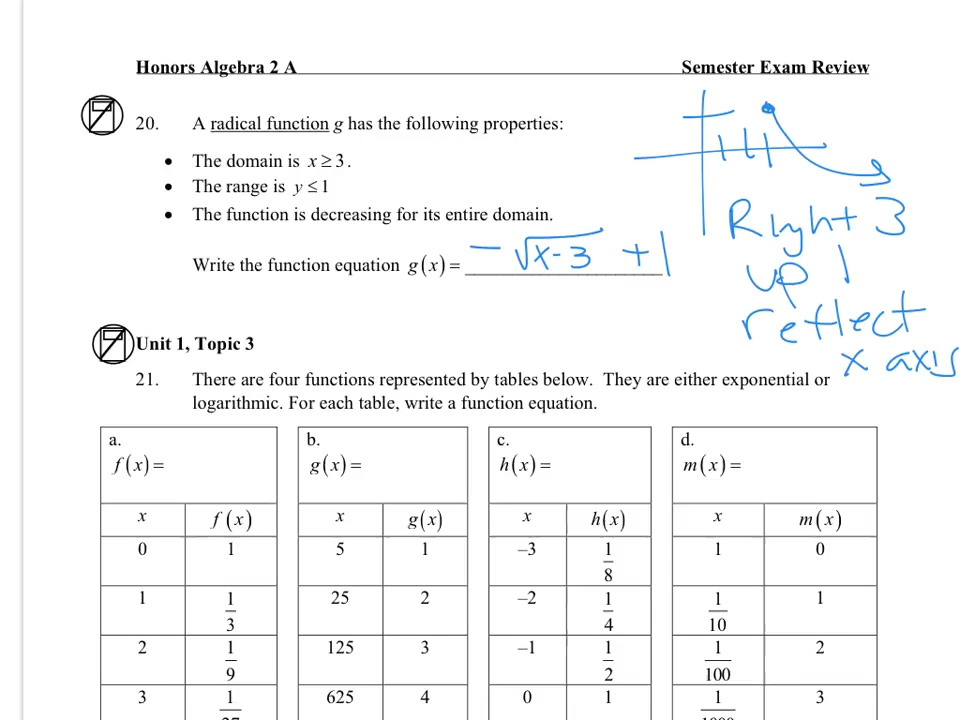 Honors Algebra 2 A Semester Exam Review
20. A radical function g has the following properties:
• The domain is x ≥ 3.
• The range is y ≤ 1
• The function is decreasing for its entire domain.
Write the function equation g(x) = -√(x-3) + 1
Right 3
up 1
reflect
x axis
Unit 1, Topic 3
21. There are four functions represented by tables below. They are either exponential or
logarithmic. For each table, write a function equation.
a. b. c. d.
f(x) = g(x) = h(x) = m(x) =
x f(x) x g(x) x h(x) x m(x)
0 1 5 1 –3 1/8 1 0
1 1/3 25 2 –2 1/4 1/10 1
2 1/9 125 3 –1 1/2 1/100 2
3 1/27 625 4 0 1 1/1000 3